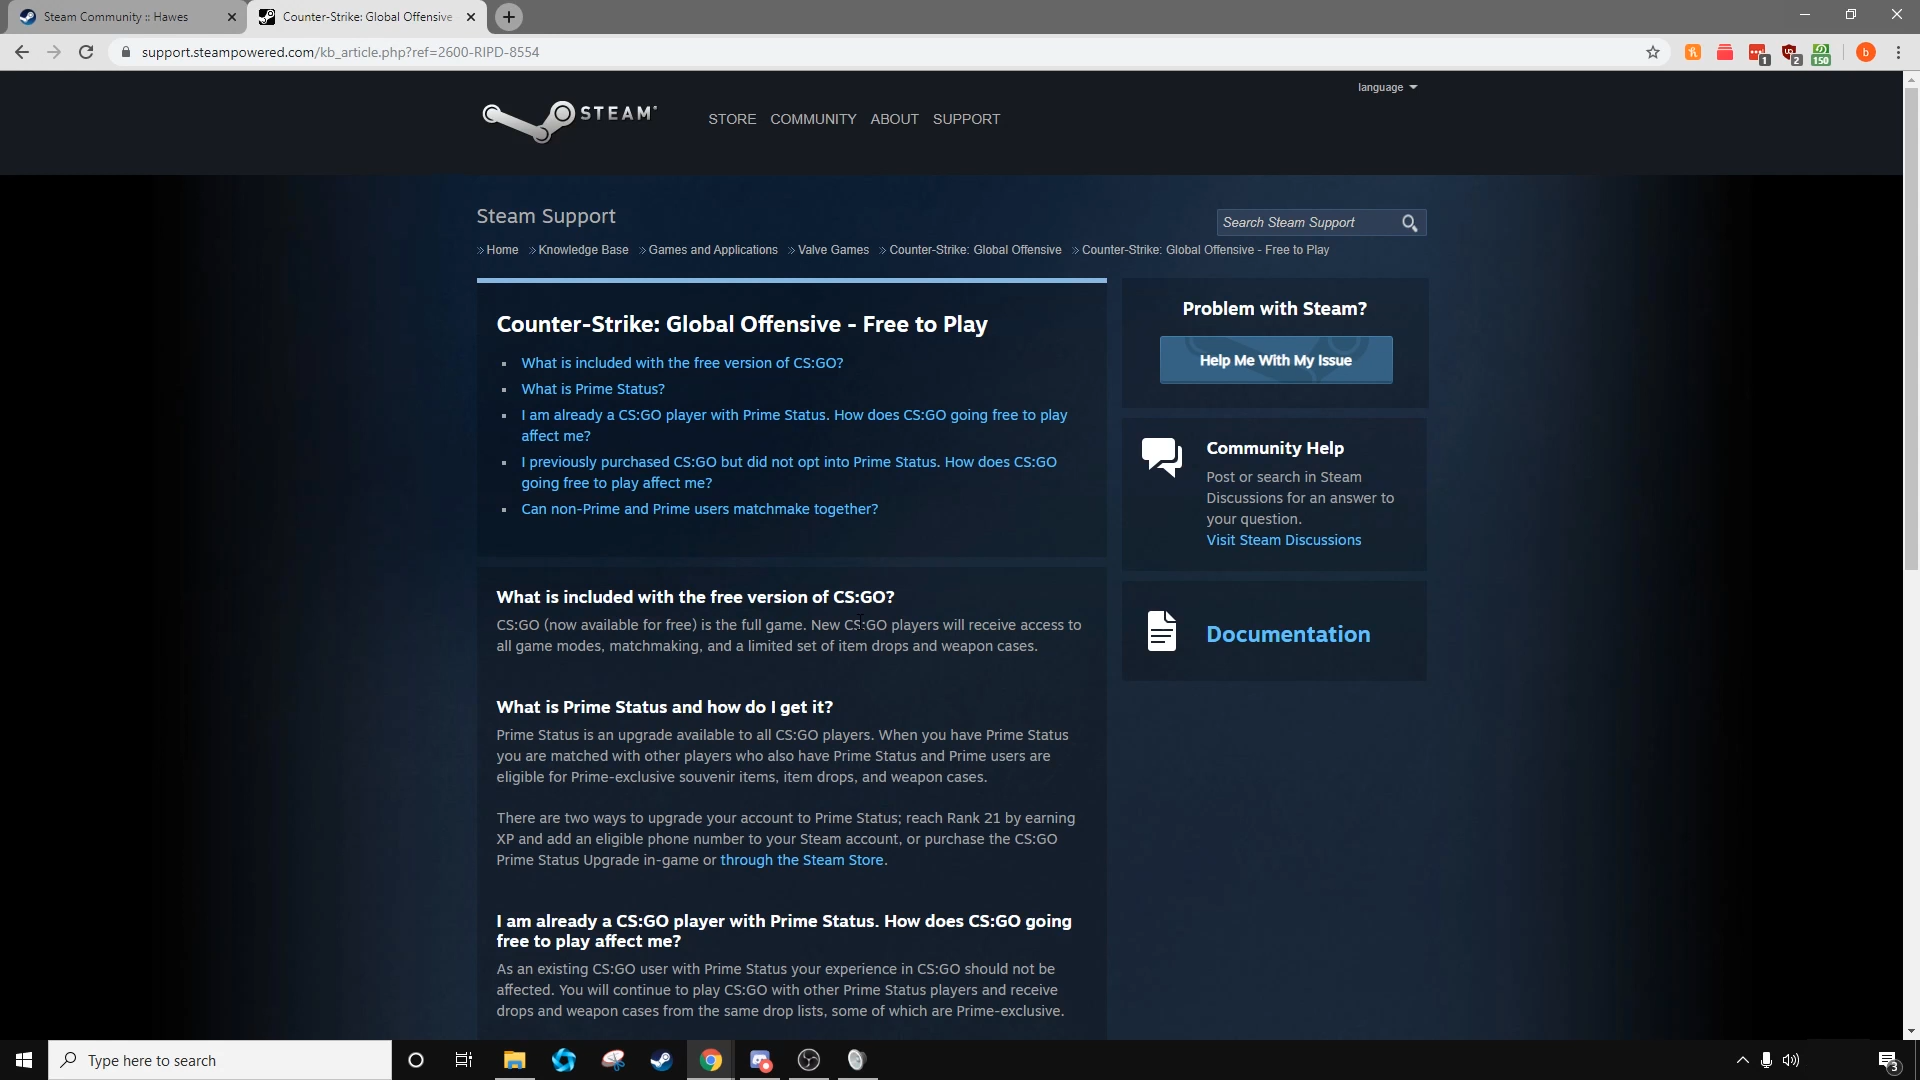 Steam Community :: Hawes
Counter-Strike: Global Offensive
support.steampowered.com/kb_article.php?ref=2600-RIPD-8554
1
2
150
b
language
STEAM
STORE COMMUNITY ABOUT SUPPORT
Steam Support
Search Steam Support
Home Knowledge Base Games and Applications Valve Games Counter-Strike: Global Offensive Counter-Strike: Global Offensive - Free to Play
Counter-Strike: Global Offensive - Free to Play
What is included with the free version of CS:GO?
What is Prime Status?
I am already a CS:GO player with Prime Status. How does CS:GO going free to play
affect me?
I previously purchased CS:GO but did not opt into Prime Status. How does CS:GO
going free to play affect me?
Can non-Prime and Prime users matchmake together?
Problem with Steam?
Help Me With My Issue
Community Help
Post or search in Steam
Discussions for an answer to
your question.
Visit Steam Discussions
Documentation
What is included with the free version of CS:GO?
CS:GO (now available for free) is the full game. New CS:GO players will receive access to
all game modes, matchmaking, and a limited set of item drops and weapon cases.
What is Prime Status and how do I get it?
Prime Status is an upgrade available to all CS:GO players. When you have Prime Status
you are matched with other players who also have Prime Status and Prime users are
eligible for Prime-exclusive souvenir items, item drops, and weapon cases.
There are two ways to upgrade your account to Prime Status; reach Rank 21 by earning
XP and add an eligible phone number to your Steam account, or purchase the CS:GO
Prime Status Upgrade in-game or through the Steam Store.
I am already a CS:GO player with Prime Status. How does CS:GO going
free to play affect me?
As an existing CS:GO user with Prime Status your experience in CS:GO should not be
affected. You will continue to play CS:GO with other Prime Status players and receive
drops and weapon cases from the same drop lists, some of which are Prime-exclusive.
Type here to search
3